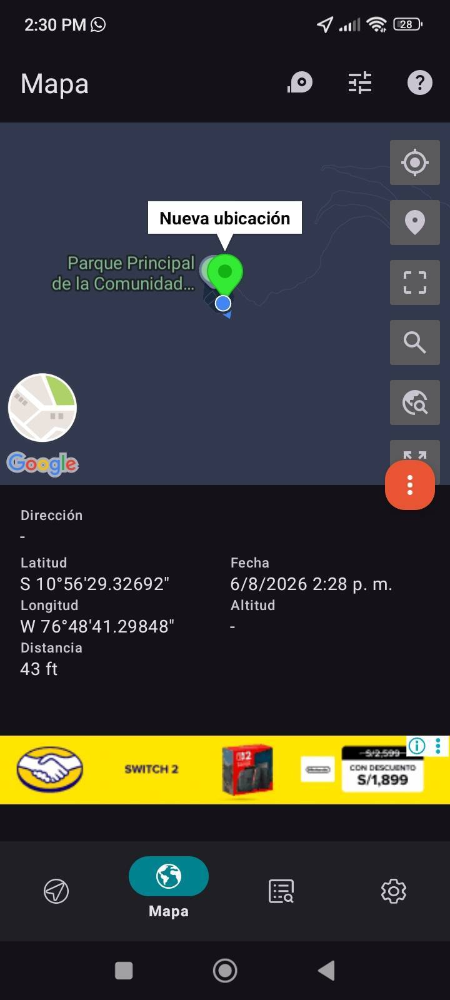 2:30 PM
28
Mapa
Nueva ubicación
Parque Principal
de la Comunidad...
Google
Dirección
-
Latitud
S 10°56'29.32692"
Fecha
6/8/2026 2:28 p. m.
Longitud
W 76°48'41.29848"
Altitud
-
Distancia
43 ft
SWITCH 2
S/2,599
CON DESCUENTO
S/1,899
Mapa